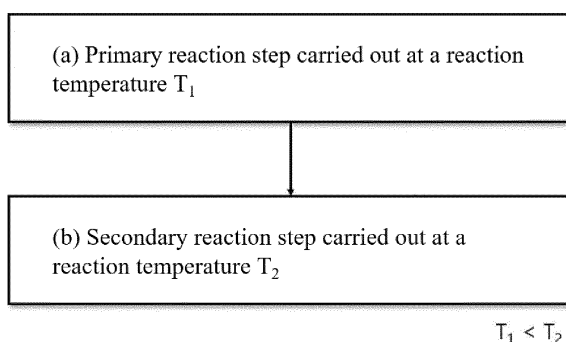 (a) Primary reaction step carried out at a reaction
temperature T₁
(b) Secondary reaction step carried out at a
reaction temperature T₂
T₁ < T₂